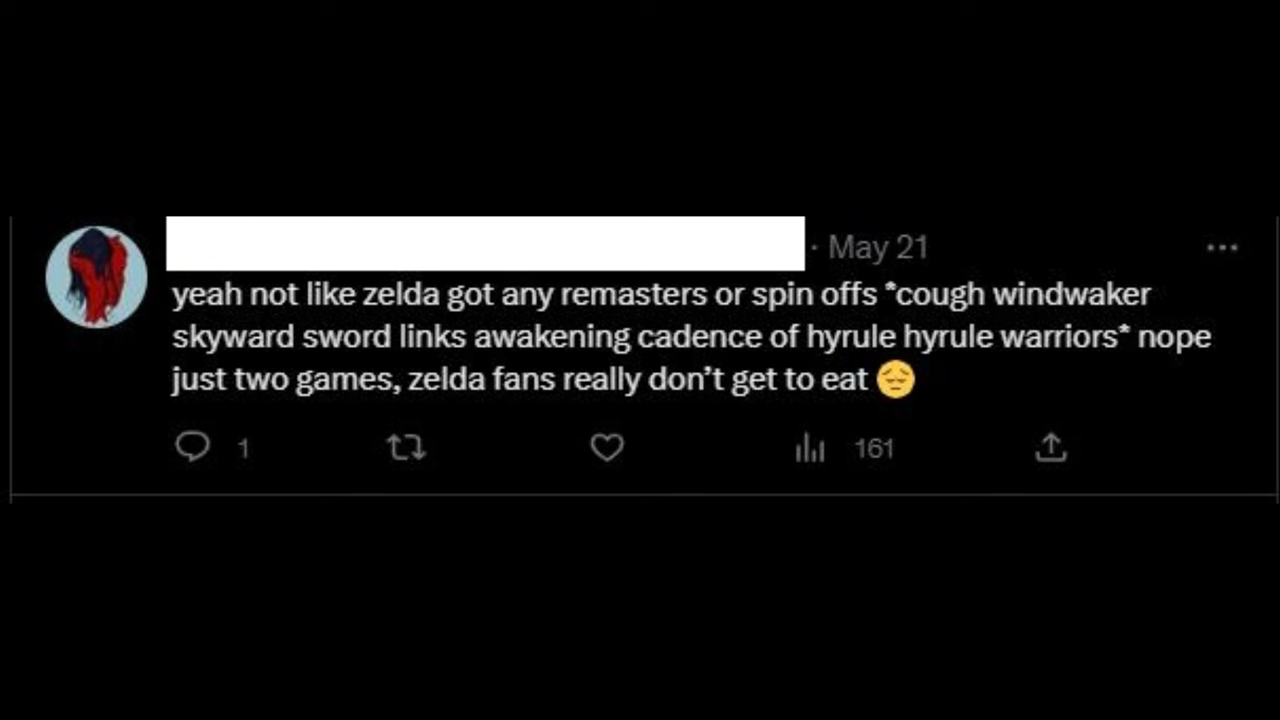 · May 21
yeah not like zelda got any remasters or spin offs *cough windwaker
skyward sword links awakening cadence of hyrule hyrule warriors* nope
just two games, zelda fans really don’t get to eat 😔
1 161